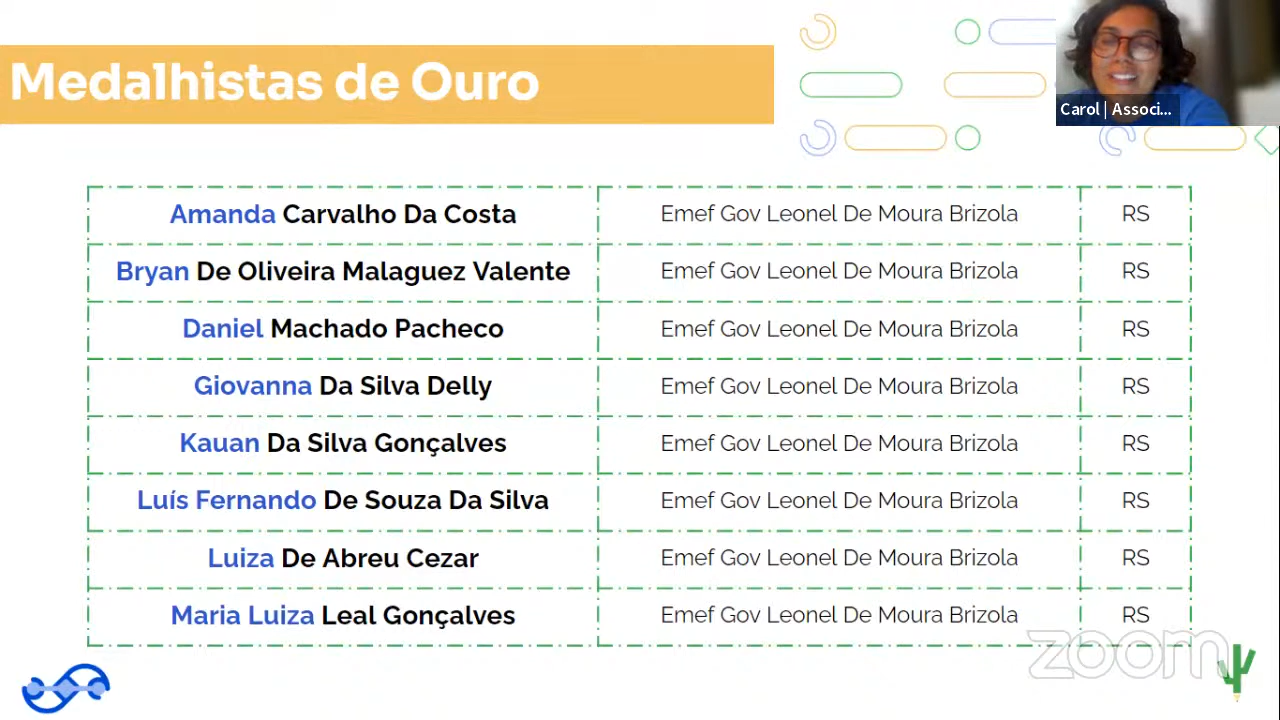 Medalhistas de Ouro
Carol | Associ...
Amanda Carvalho Da Costa Emef Gov Leonel De Moura Brizola RS
Bryan De Oliveira Malaguez Valente Emef Gov Leonel De Moura Brizola RS
Daniel Machado Pacheco Emef Gov Leonel De Moura Brizola RS
Giovanna Da Silva Delly Emef Gov Leonel De Moura Brizola RS
Kauan Da Silva Gonçalves Emef Gov Leonel De Moura Brizola RS
Luís Fernando De Souza Da Silva Emef Gov Leonel De Moura Brizola RS
Luiza De Abreu Cezar Emef Gov Leonel De Moura Brizola RS
Maria Luiza Leal Gonçalves Emef Gov Leonel De Moura Brizola RS
zoom